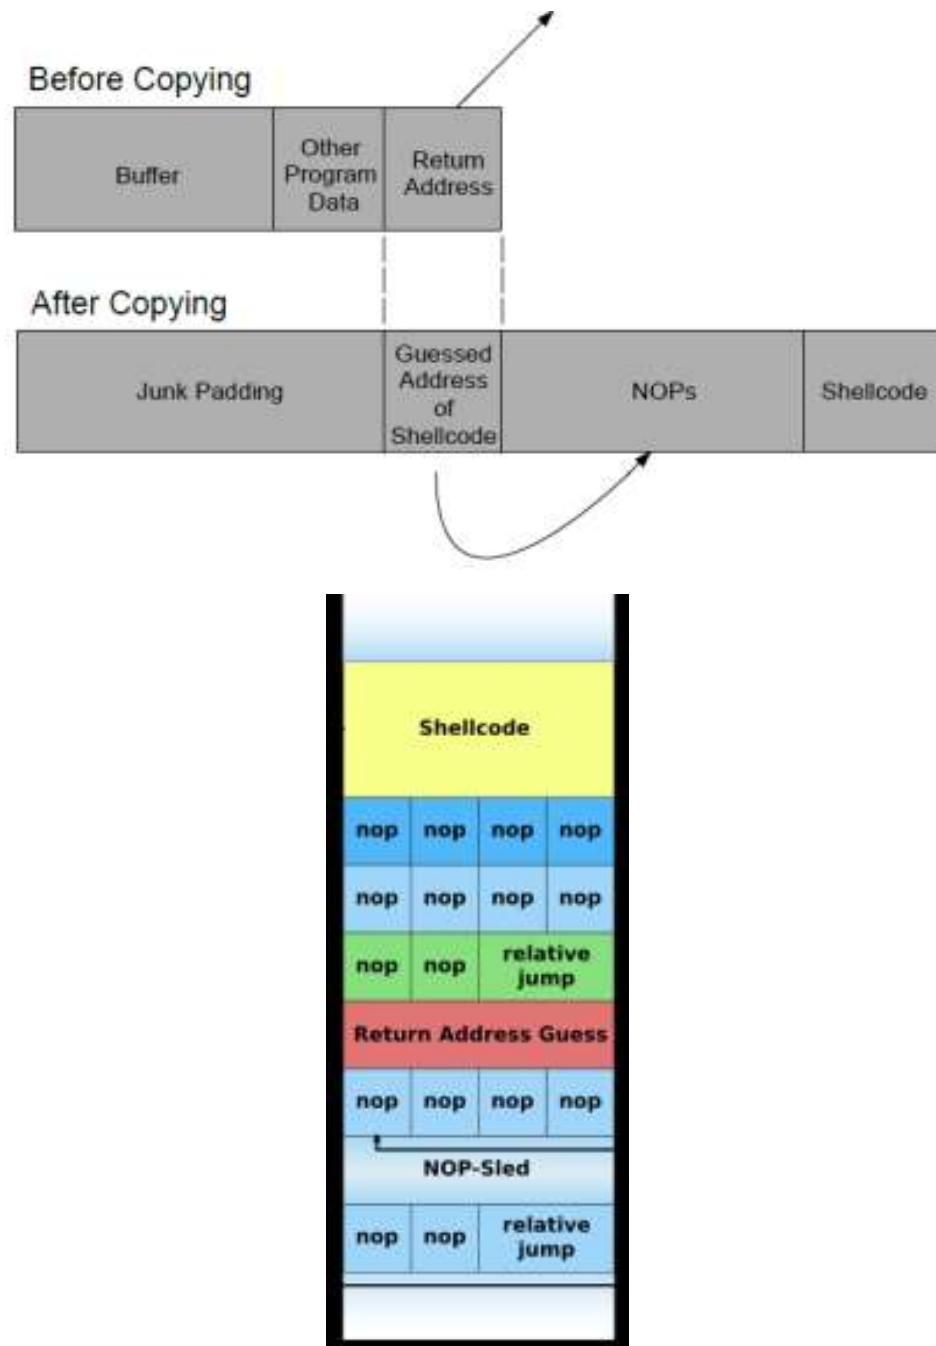 Before Copying
Buffer
Other
Program
Data
Return
Address
After Copying
Junk Padding
Guessed
Address
of
Shellcode
NOPs
Shellcode
Shellcode
nop nop nop nop
nop nop nop nop
nop nop relative
jump
Return Address Guess
nop nop nop nop
NOP-Sled
nop nop relative
jump